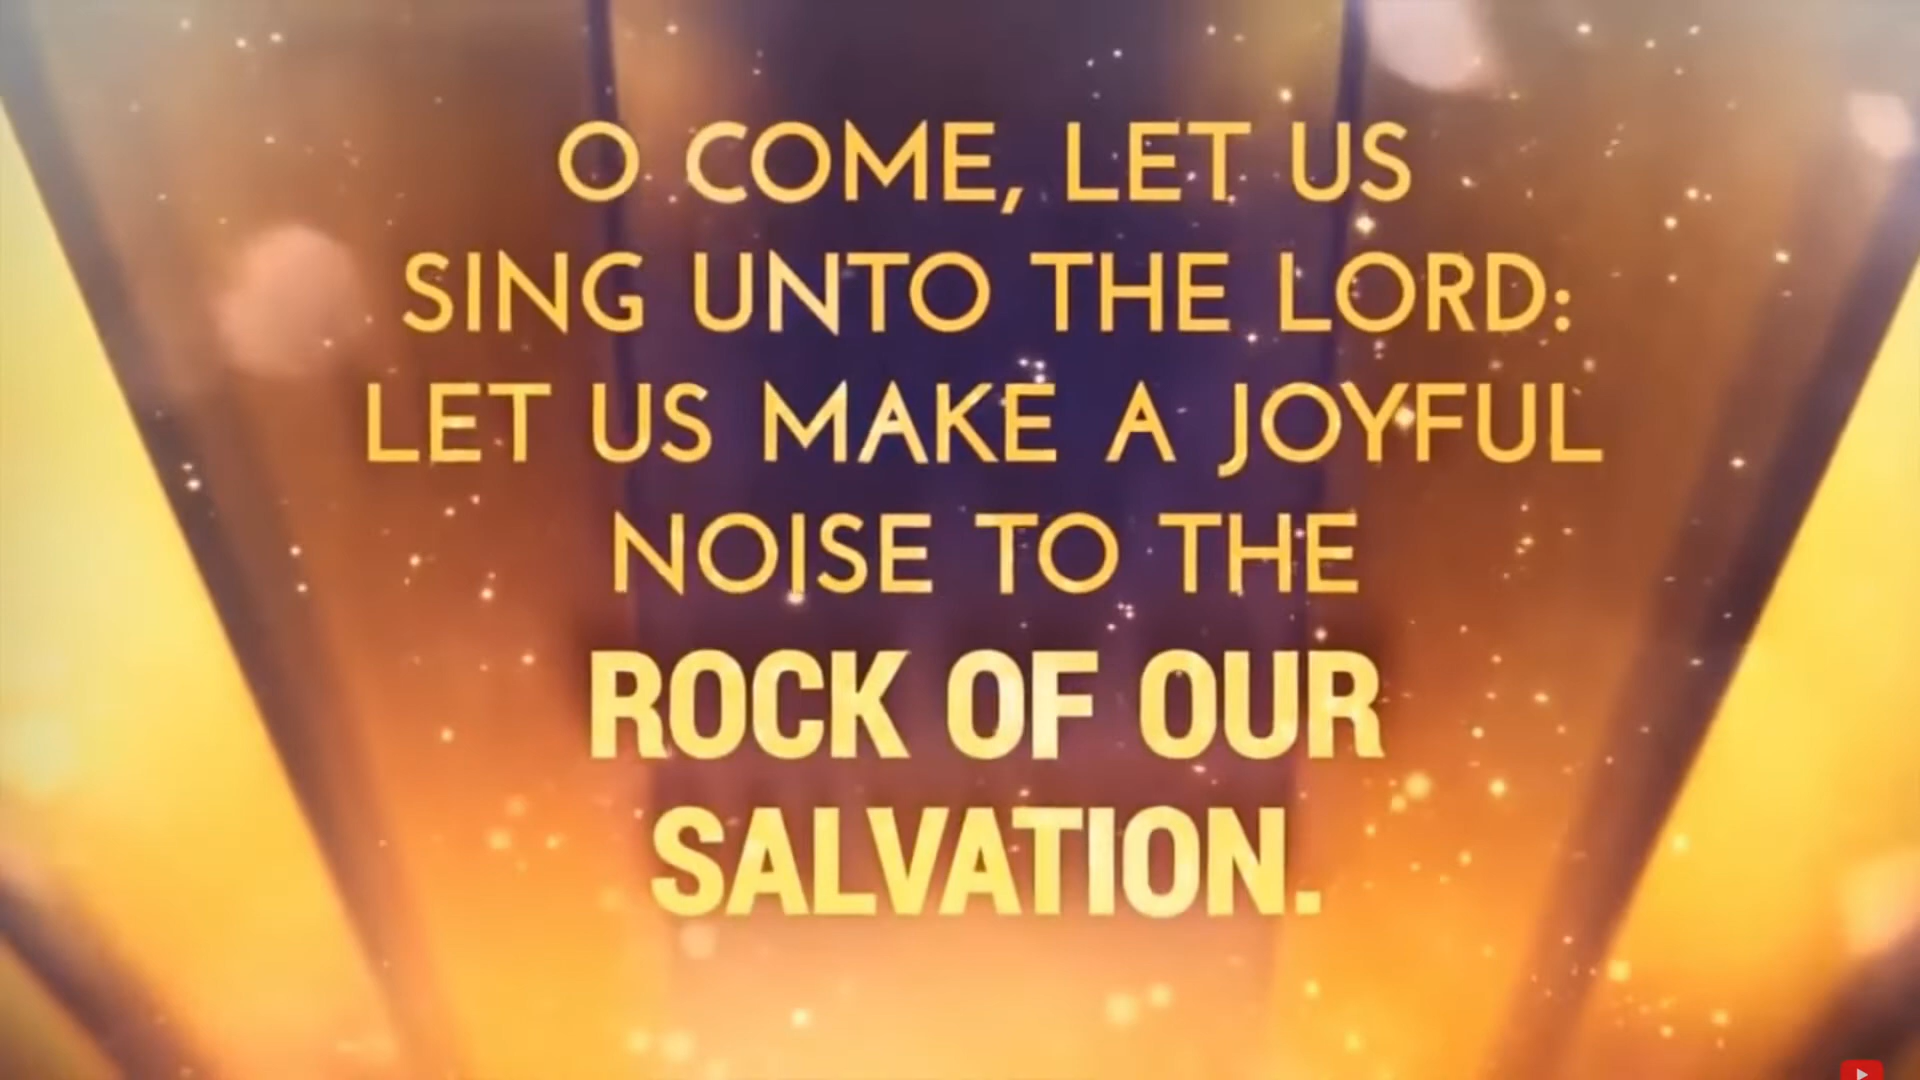 O COME, LET US
SING UNTO THE LORD:
LET US MAKE A JOYFUL
NOISE TO THE
ROCK OF OUR
SALVATION.